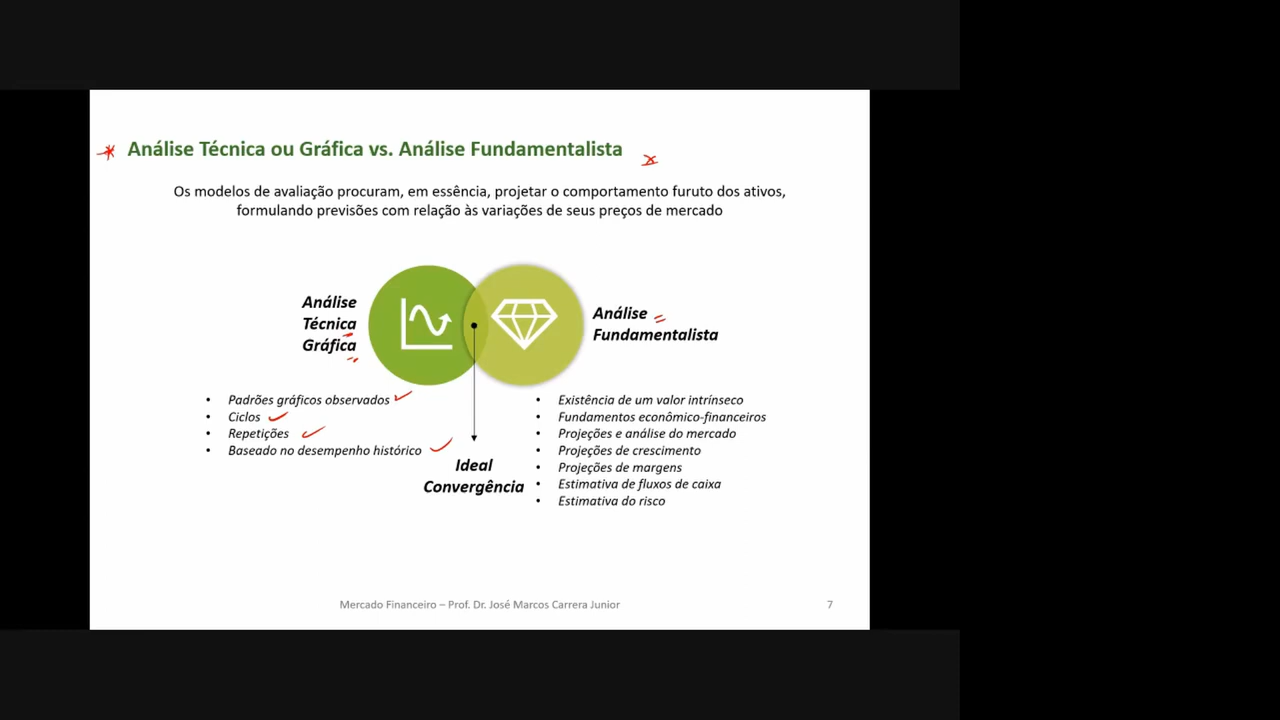 Análise Técnica ou Gráfica vs. Análise Fundamentalista
Os modelos de avaliação procuram, em essência, projetar o comportamento furuto dos ativos,
formulando previsões com relação às variações de seus preços de mercado
Análise
Técnica
Gráfica
Análise
Fundamentalista
• Padrões gráficos observados
• Ciclos
• Repetições
• Baseado no desempenho histórico
Ideal
Convergência
• Existência de um valor intrínseco
• Fundamentos econômico-financeiros
• Projeções e análise do mercado
• Projeções de crescimento
• Projeções de margens
• Estimativa de fluxos de caixa
• Estimativa do risco
Mercado Financeiro – Prof. Dr. José Marcos Carrera Junior
7